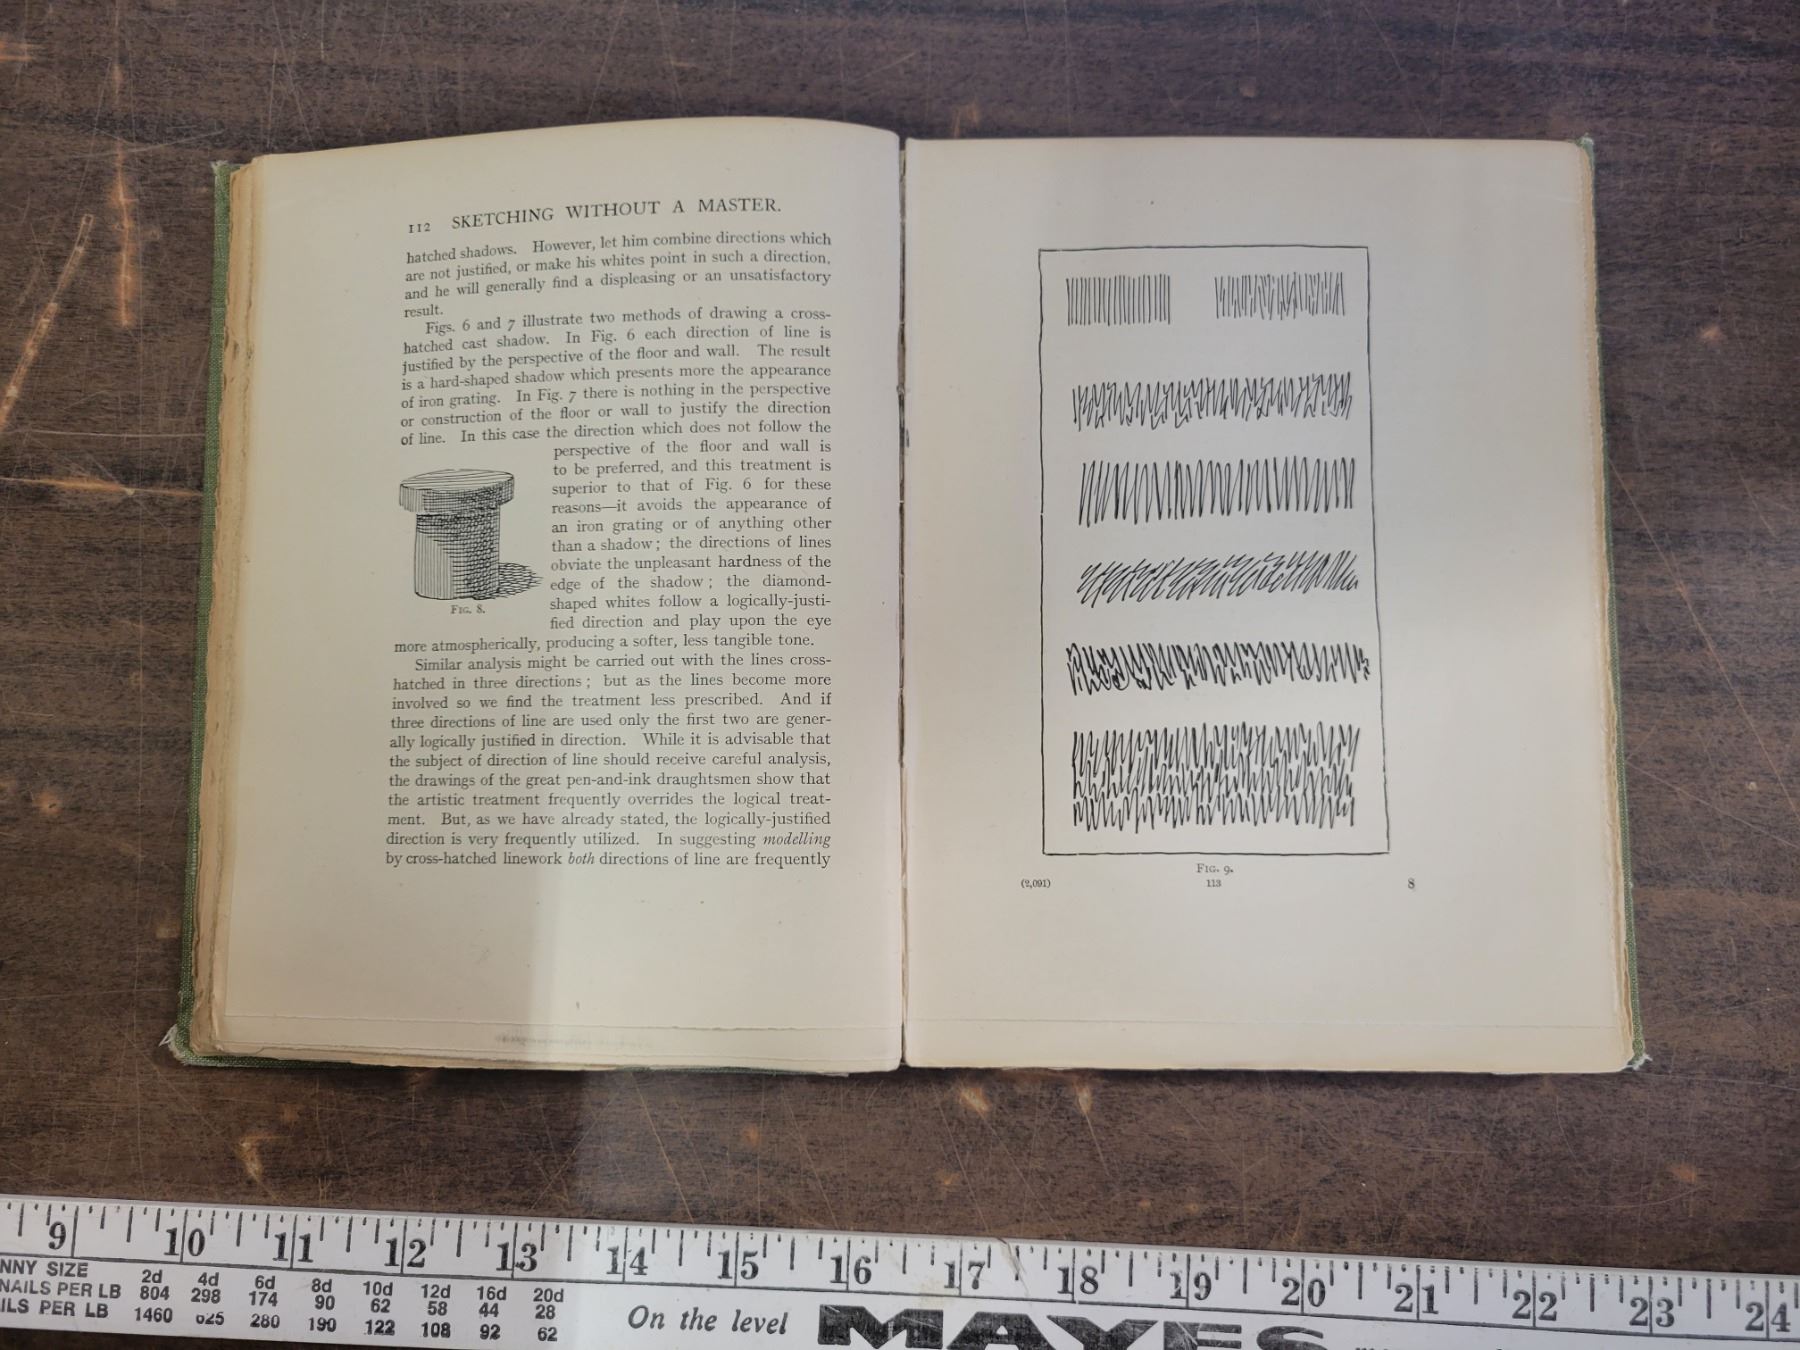 112 SKETCHING WITHOUT A MASTER.
hatched shadows. However, let him combine directions which
are not justified, or make his whites point in such a direction,
and he will generally find a displeasing or an unsatisfactory
result.
Figs. 6 and 7 illustrate two methods of drawing a cross-
hatched cast shadow. In Fig. 6 each direction of line is
justified by the perspective of the floor and wall. The result
is a hard-shaped shadow which presents more the appearance
of iron grating. In Fig. 7 there is nothing in the perspective
or construction of the floor or wall to justify the direction
of line. In this case the direction which does not follow the
perspective of the floor and wall is
to be preferred, and this treatment is
superior to that of Fig. 6 for these
reasons—it avoids the appearance of
an iron grating or of anything other
than a shadow; the directions of lines
obviate the unpleasant hardness of the
edge of the shadow; the diamond-
shaped whites follow a logically-justi-
fied direction and play upon the eye
FIG. 8.
more atmospherically, producing a softer, less tangible tone.
Similar analysis might be carried out with the lines cross-
hatched in three directions; but as the lines become more
involved so we find the treatment less prescribed. And if
three directions of line are used only the first two are gener-
ally logically justified in direction. While it is advisable that
the subject of direction of line should receive careful analysis,
the drawings of the great pen-and-ink draughtsmen show that
the artistic treatment frequently overrides the logical treat-
ment. But, as we have already stated, the logically-justified
direction is very frequently utilized. In suggesting modelling
by cross-hatched linework both directions of line are frequently
FIG. 9.
(2,091) 113 8
9 10 11 12 13 14 15 16 17 18 19 20 21 22 23 24
NNY SIZE 2d 4d 6d 8d 10d 12d 16d 20d
NAILS PER LB 804 298 174 90 62 58 44 28
ILS PER LB 1460 625 280 190 122 108 92 62
On the level MAYES